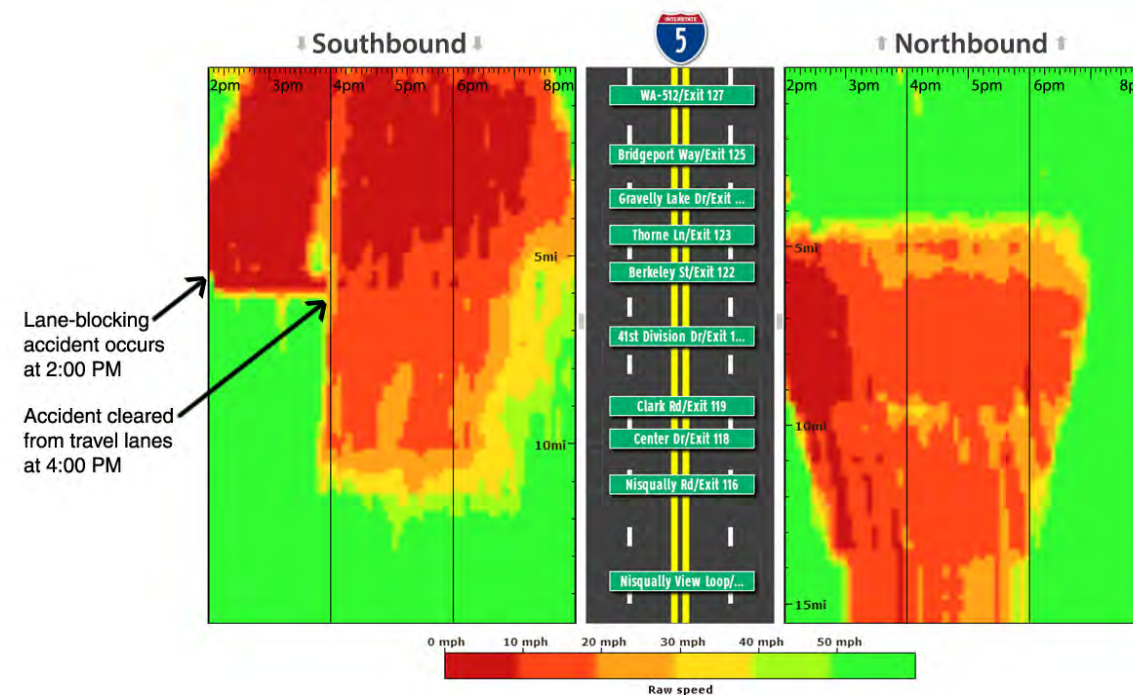 Southbound
INTERSTATE
5
Northbound
2pm 3pm 4pm 5pm 6pm 8pm
WA-512/Exit 127
2pm 3pm 4pm 5pm 6pm 8pm
Bridgeport Way/Exit 125
Gravelly Lake Dr/Exit ...
Thorne Ln/Exit 123
5mi
5mi
Berkeley St/Exit 122
Lane-blocking
accident occurs
at 2:00 PM
41st Division Dr/Exit 1...
Accident cleared
from travel lanes
at 4:00 PM
Clark Rd/Exit 119
10mi
Center Dr/Exit 118
10mi
Nisqually Rd/Exit 116
Nisqually View Loop/...
15mi
0 mph 10 mph 20 mph 30 mph 40 mph 50 mph
Raw speed